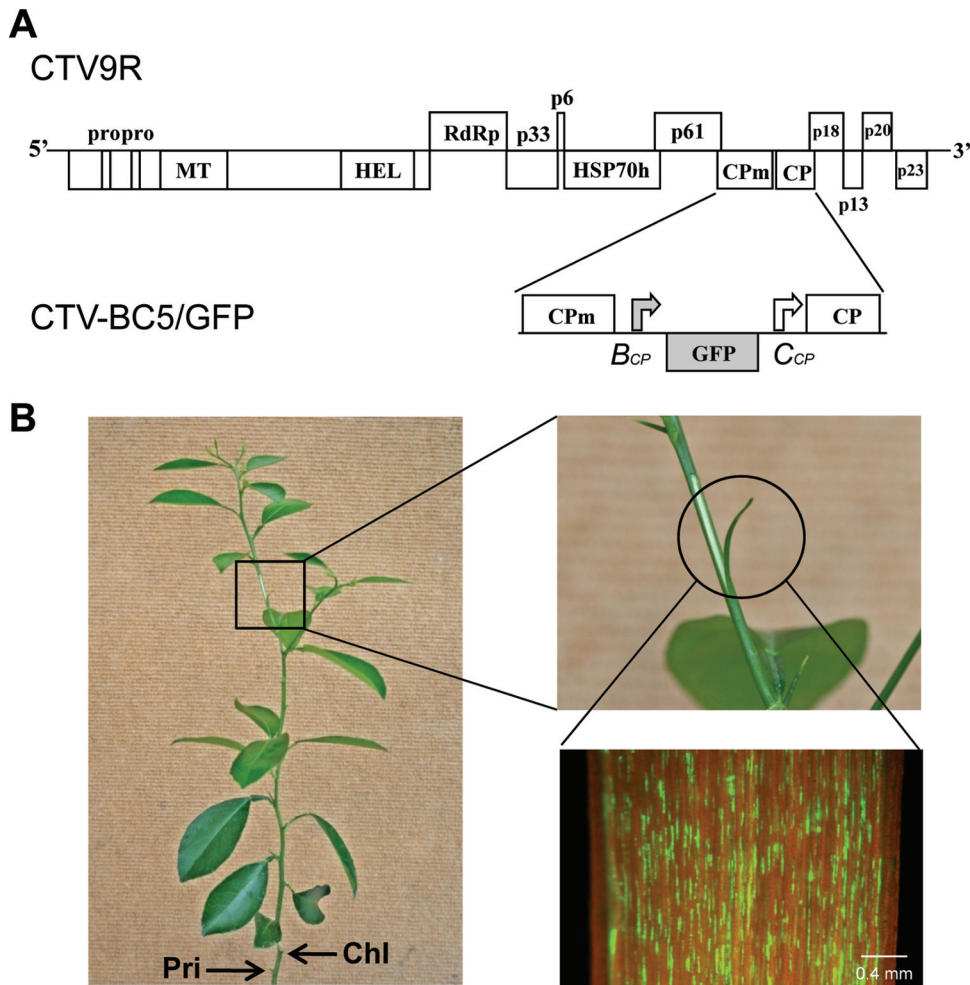 A
CTV9R
propro
RdRp
p33
p6
p61
p18
p20
5’
3’
MT
HEL
HSP70h
CPm
CP
p13
p23
CTV-BC5/GFP
CPm
CP
BCP
GFP
CCP
B
Chl
Pri
0.4 mm